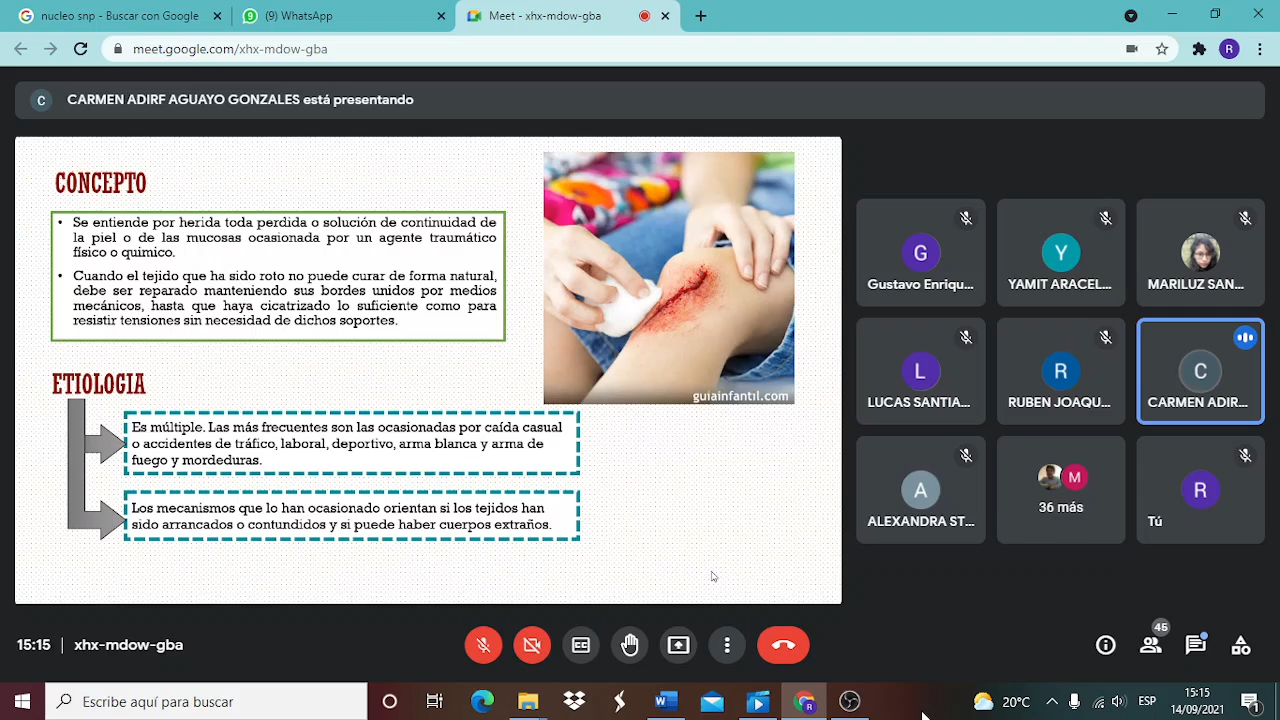 nucleo snp - Buscar con Google
(9) WhatsApp
Meet - xhx-mdow-gba
meet.google.com/xhx-mdow-gba
R
C CARMEN ADIRF AGUAYO GONZALES está presentando
CONCEPTO
• Se entiende por herida toda perdida o solución de continuidad de
la piel o de las mucosas ocasionada por un agente traumático
físico o quimico.
• Cuando el tejido que ha sido roto no puede curar de forma natural,
debe ser reparado manteniendo sus bordes unidos por medios
mecánicos, hasta que haya cicatrizado lo suficiente como para
resistir tensiones sin necesidad de dichos soportes.
guiainfantil.com
ETIOLOGIA
Es múltiple. Las más frecuentes son las ocasionadas por caída casual
o accidentes de tráfico, laboral, deportivo, arma blanca y arma de
fuego y mordeduras.
Los mecanismos que lo han ocasionado orientan si los tejidos han
sido arrancados o contundidos y si puede haber cuerpos extraños.
G
Gustavo Enriqu...
Y
YAMIT ARACEL...
MARILUZ SAN...
L
LUCAS SANTIA...
R
RUBEN JOAQU...
C
CARMEN ADIR...
A
ALEXANDRA ST...
M
36 más
R
Tú
15:15 | xhx-mdow-gba
45
Escribe aquí para buscar
20°C
ESP
15:15
14/09/2021
1